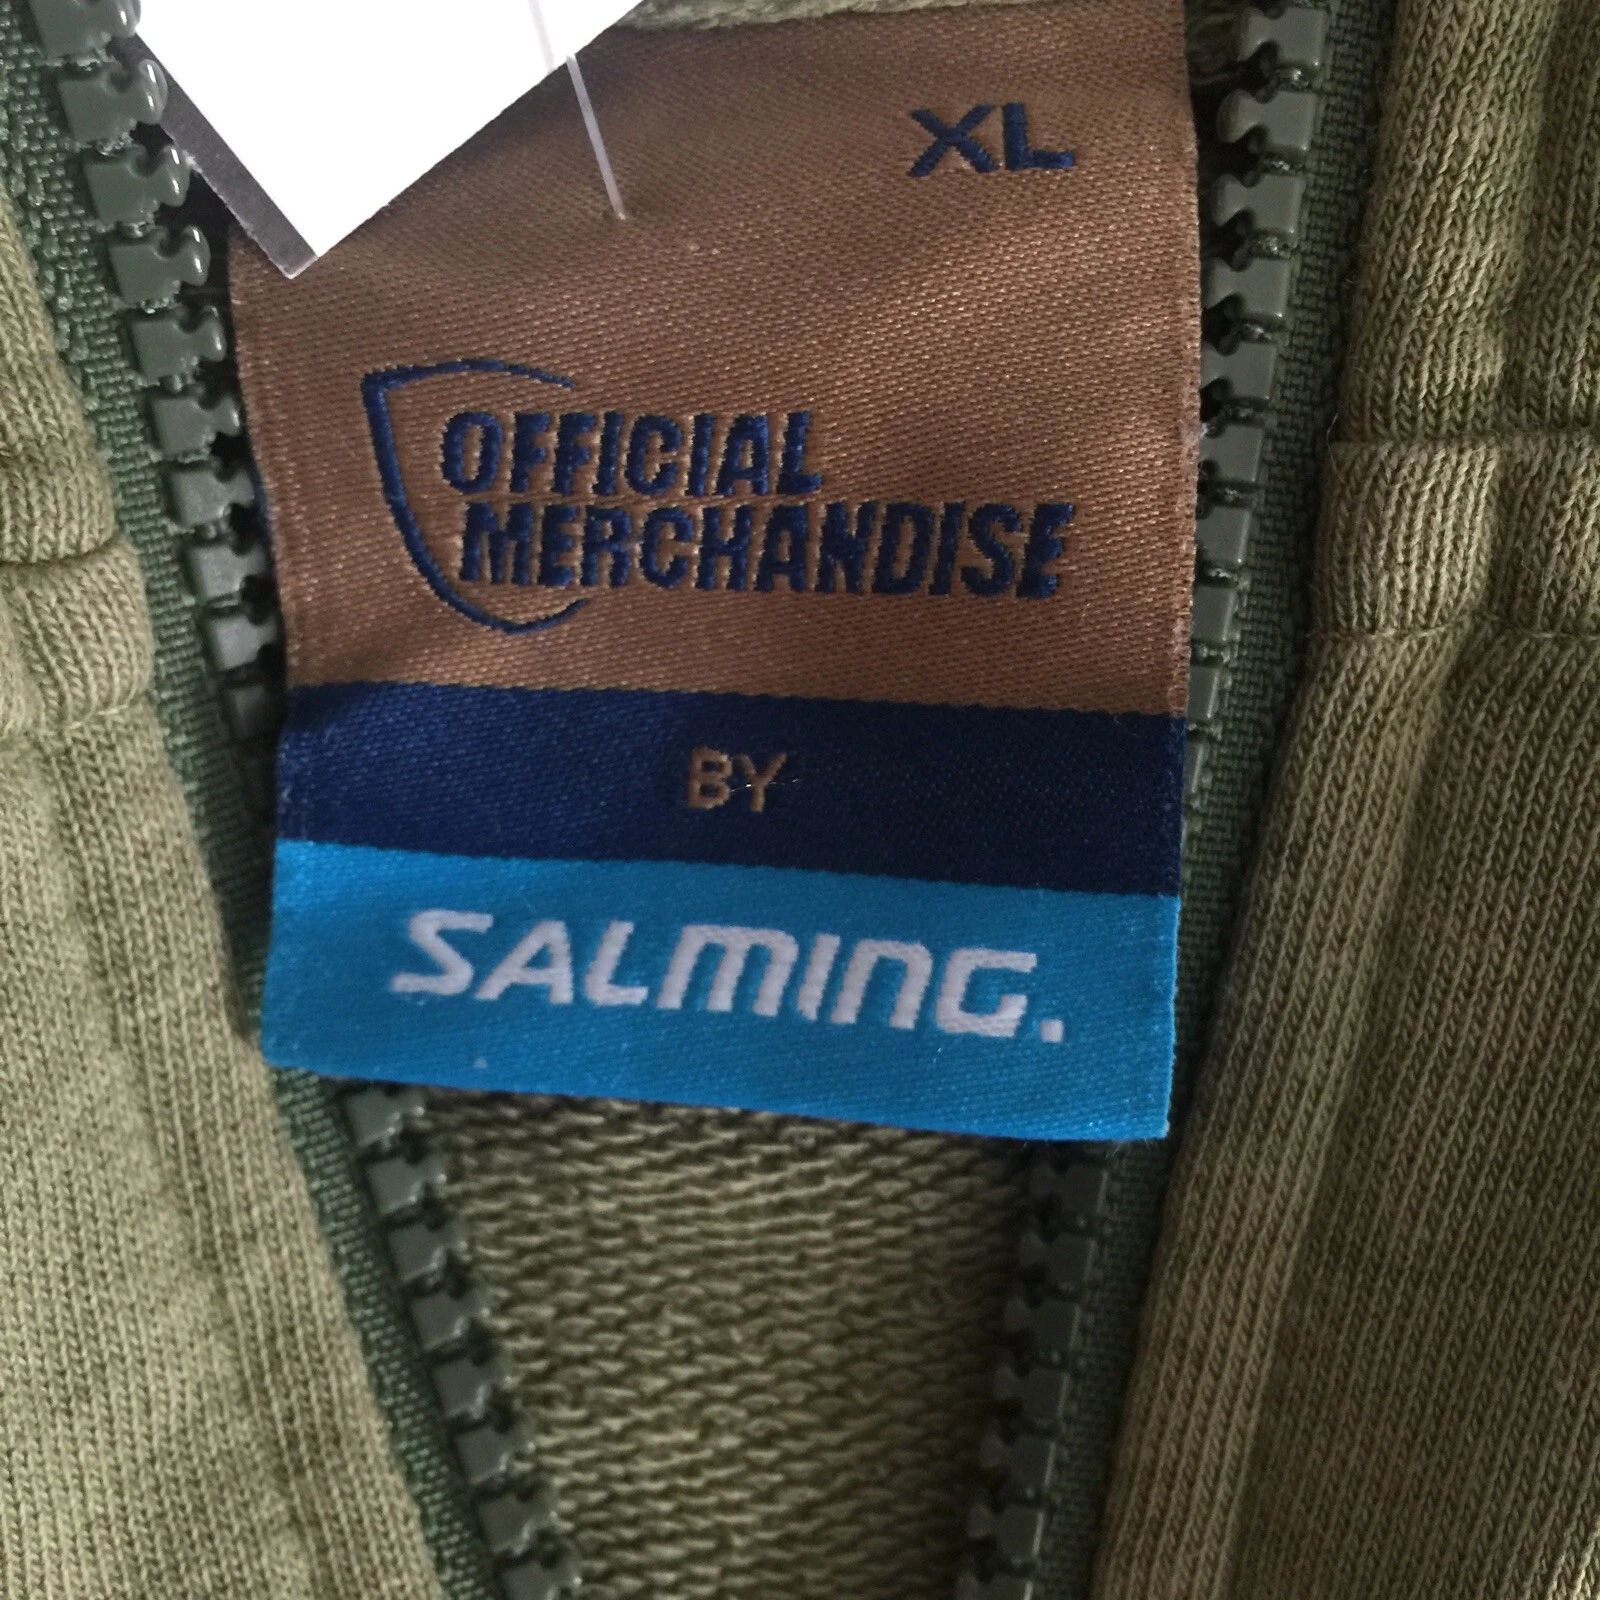 XL
OFFICIAL
MERCHANDISE
BY
SALMING.